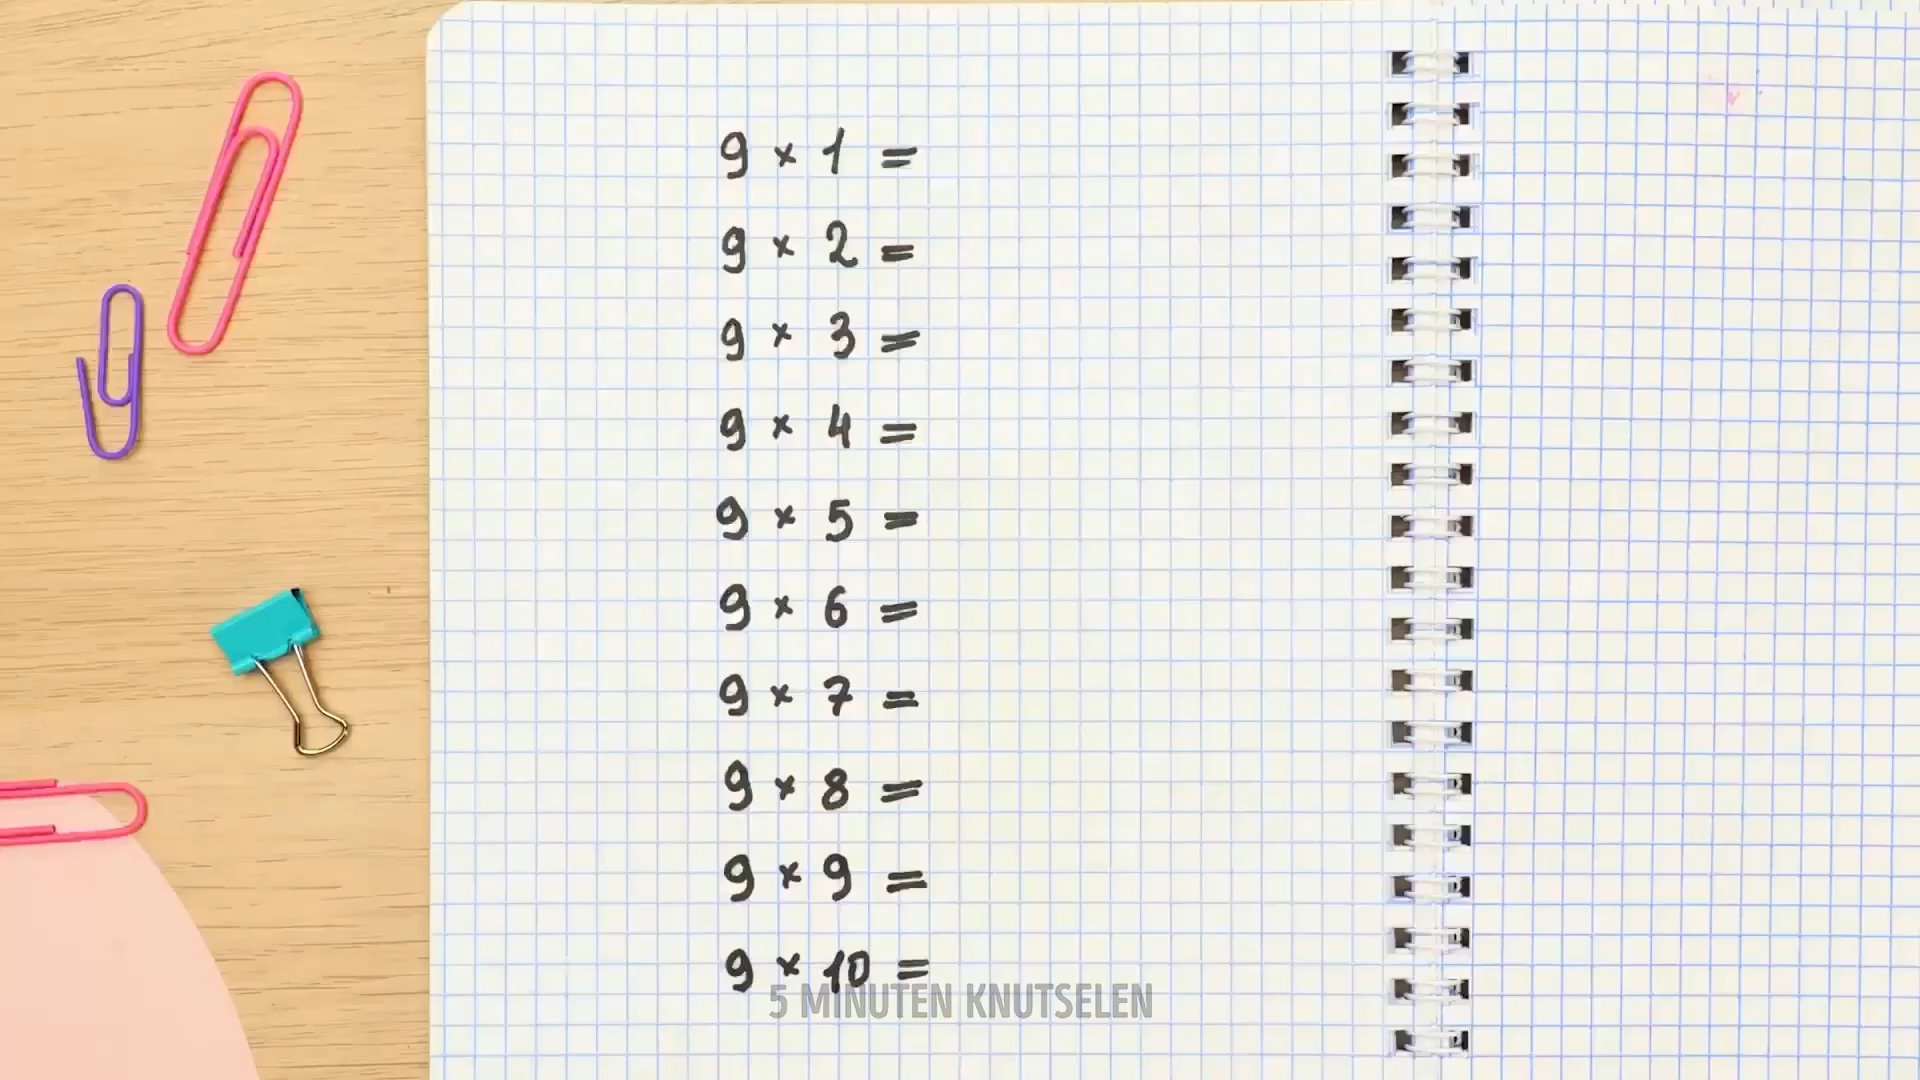 9 × 1 =
9 × 2 =
9 × 3 =
9 × 4 =
9 × 5 =
9 × 6 =
9 × 7 =
9 × 8 =
9 × 9 =
9 × 10 =
5 MINUTEN KNUTSELEN